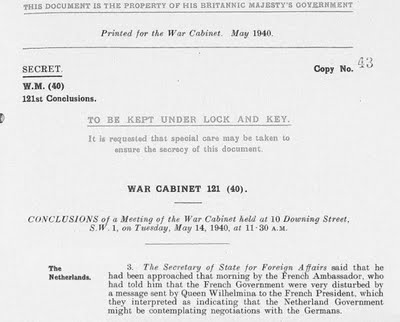 THIS DOCUMENT IS THE PROPERTY OF HIS BRITANNIC MAJESTY'S GOVERNMENT
Printed for the War Cabinet. May 1940.
SECRET.
Copy No. 43
W.M. (40)
121st Conclusions.
TO BE KEPT UNDER LOCK AND KEY.
It is requested that special care may be taken to
ensure the secrecy of this document.
WAR CABINET 121 (40).
CONCLUSIONS of a Meeting of the War Cabinet held at 10 Downing Street,
S.W. 1, on Tuesday, May 14, 1940, at 11·30 A.M.
The
Netherlands.
3. The Secretary of State for Foreign Affairs said that he
had been approached that morning by the French Ambassador, who
had told him that the French Government were very disturbed by
a message sent by Queen Wilhelmina to the French President, which
they interpreted as indicating that the Netherland Government
might be contemplating negotiations with the Germans.